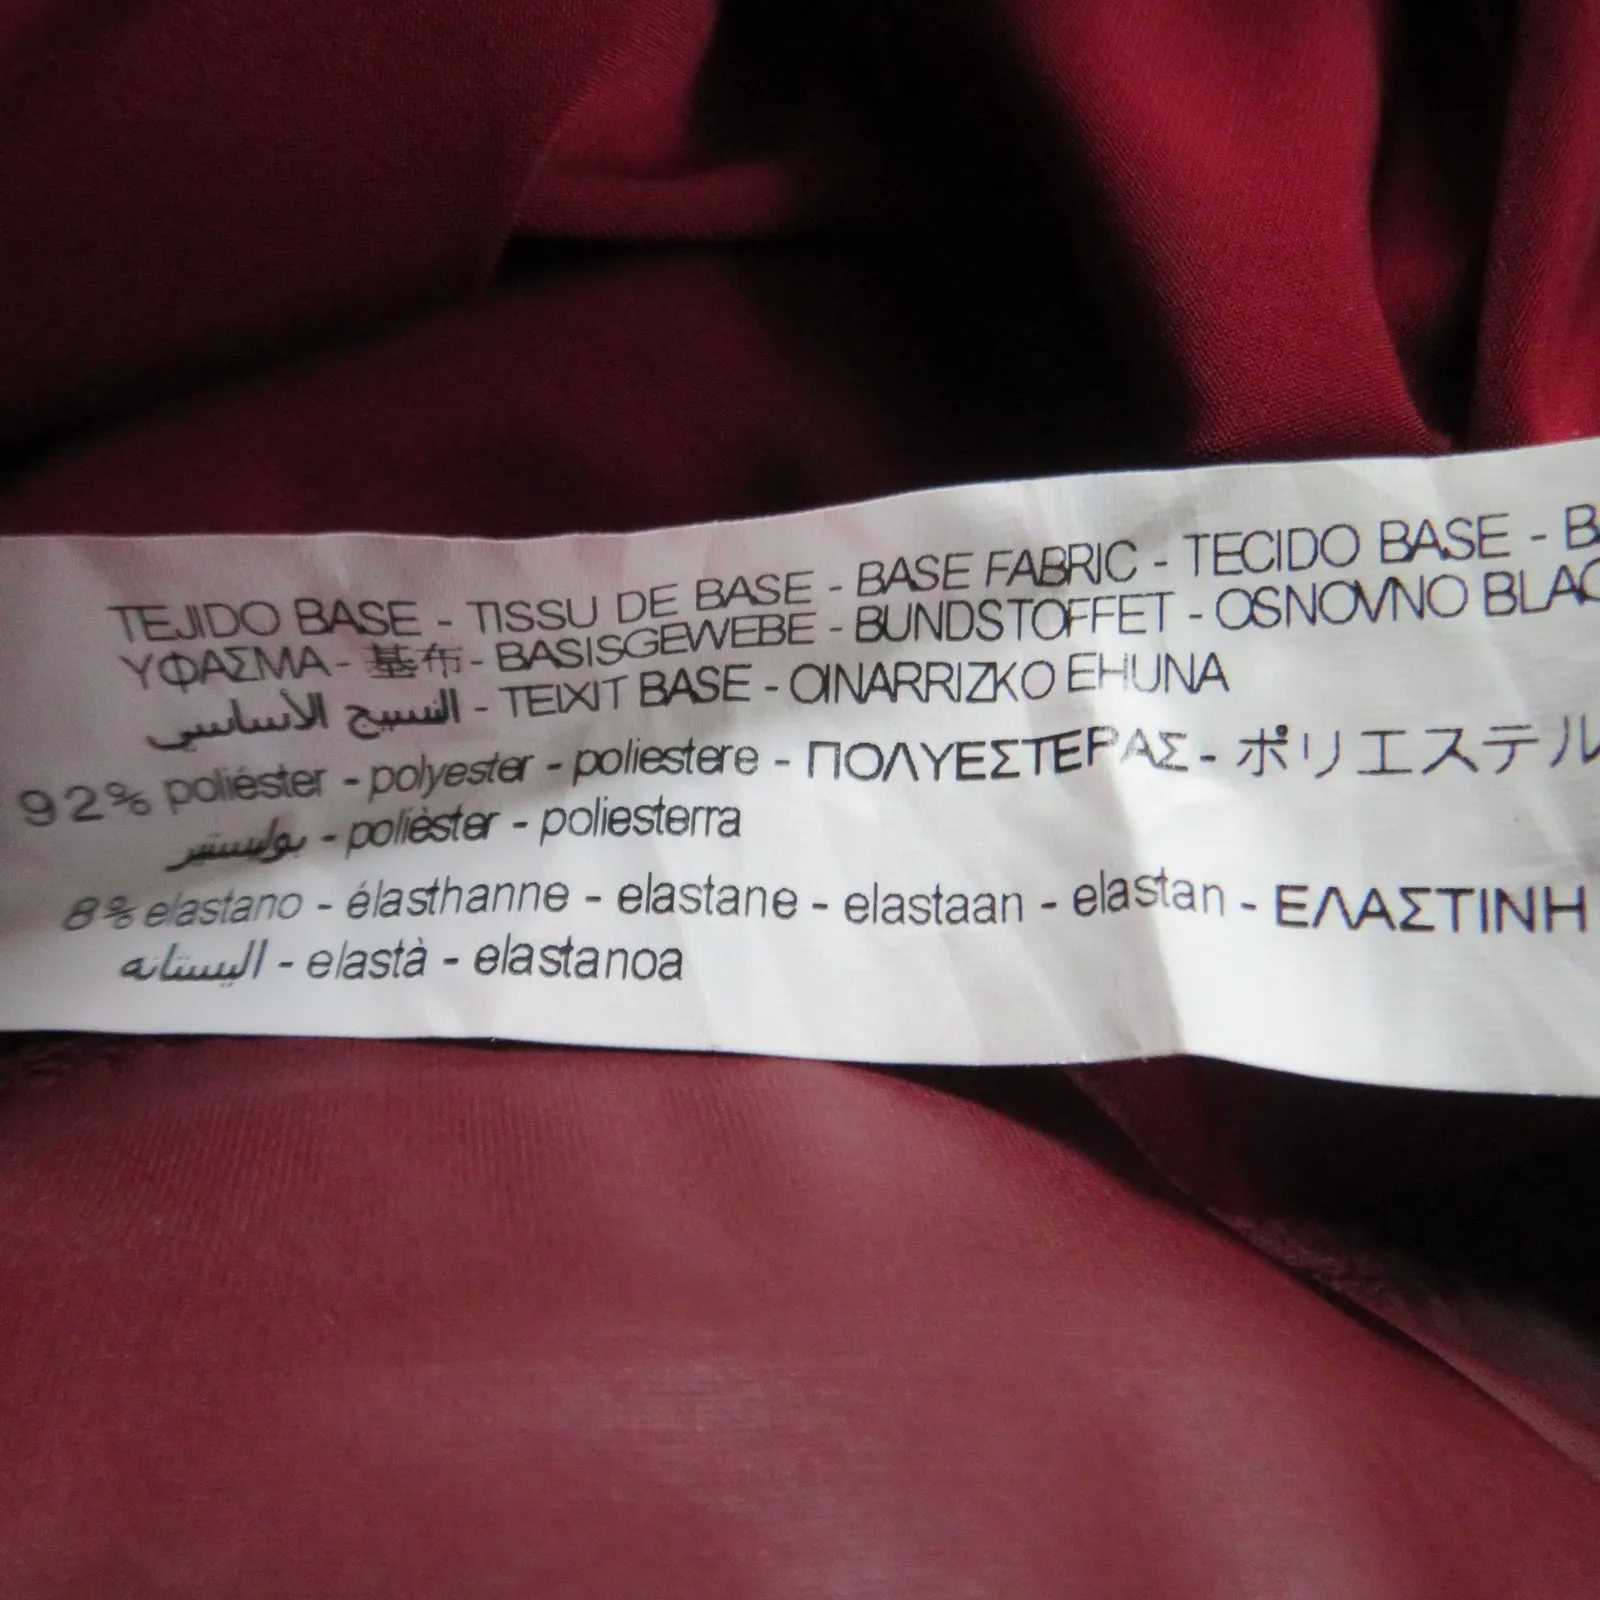 TEJIDO BASE - TISSU DE BASE - BASE FABRIC - TECIDO BASE -
ΥΦΑΣΜΑ - 基布 - BASISGEWEBE - BUNDSTOFFET - OSNOVNO
النسيج الأساسي - TEIXIT BASE - OINARRIZKO EHUNA
92% poliéster - polyester - poliestere - ΠΟΛΥΕΣΤΕΡΑΣ - ポリエステル
بوليستر - polièster - poliesterra
8% elastano - élasthanne - elastane - elastaan - elastan - ΕΛΑΣΤΙΝΗ
اليستانه - elastà - elastanoa